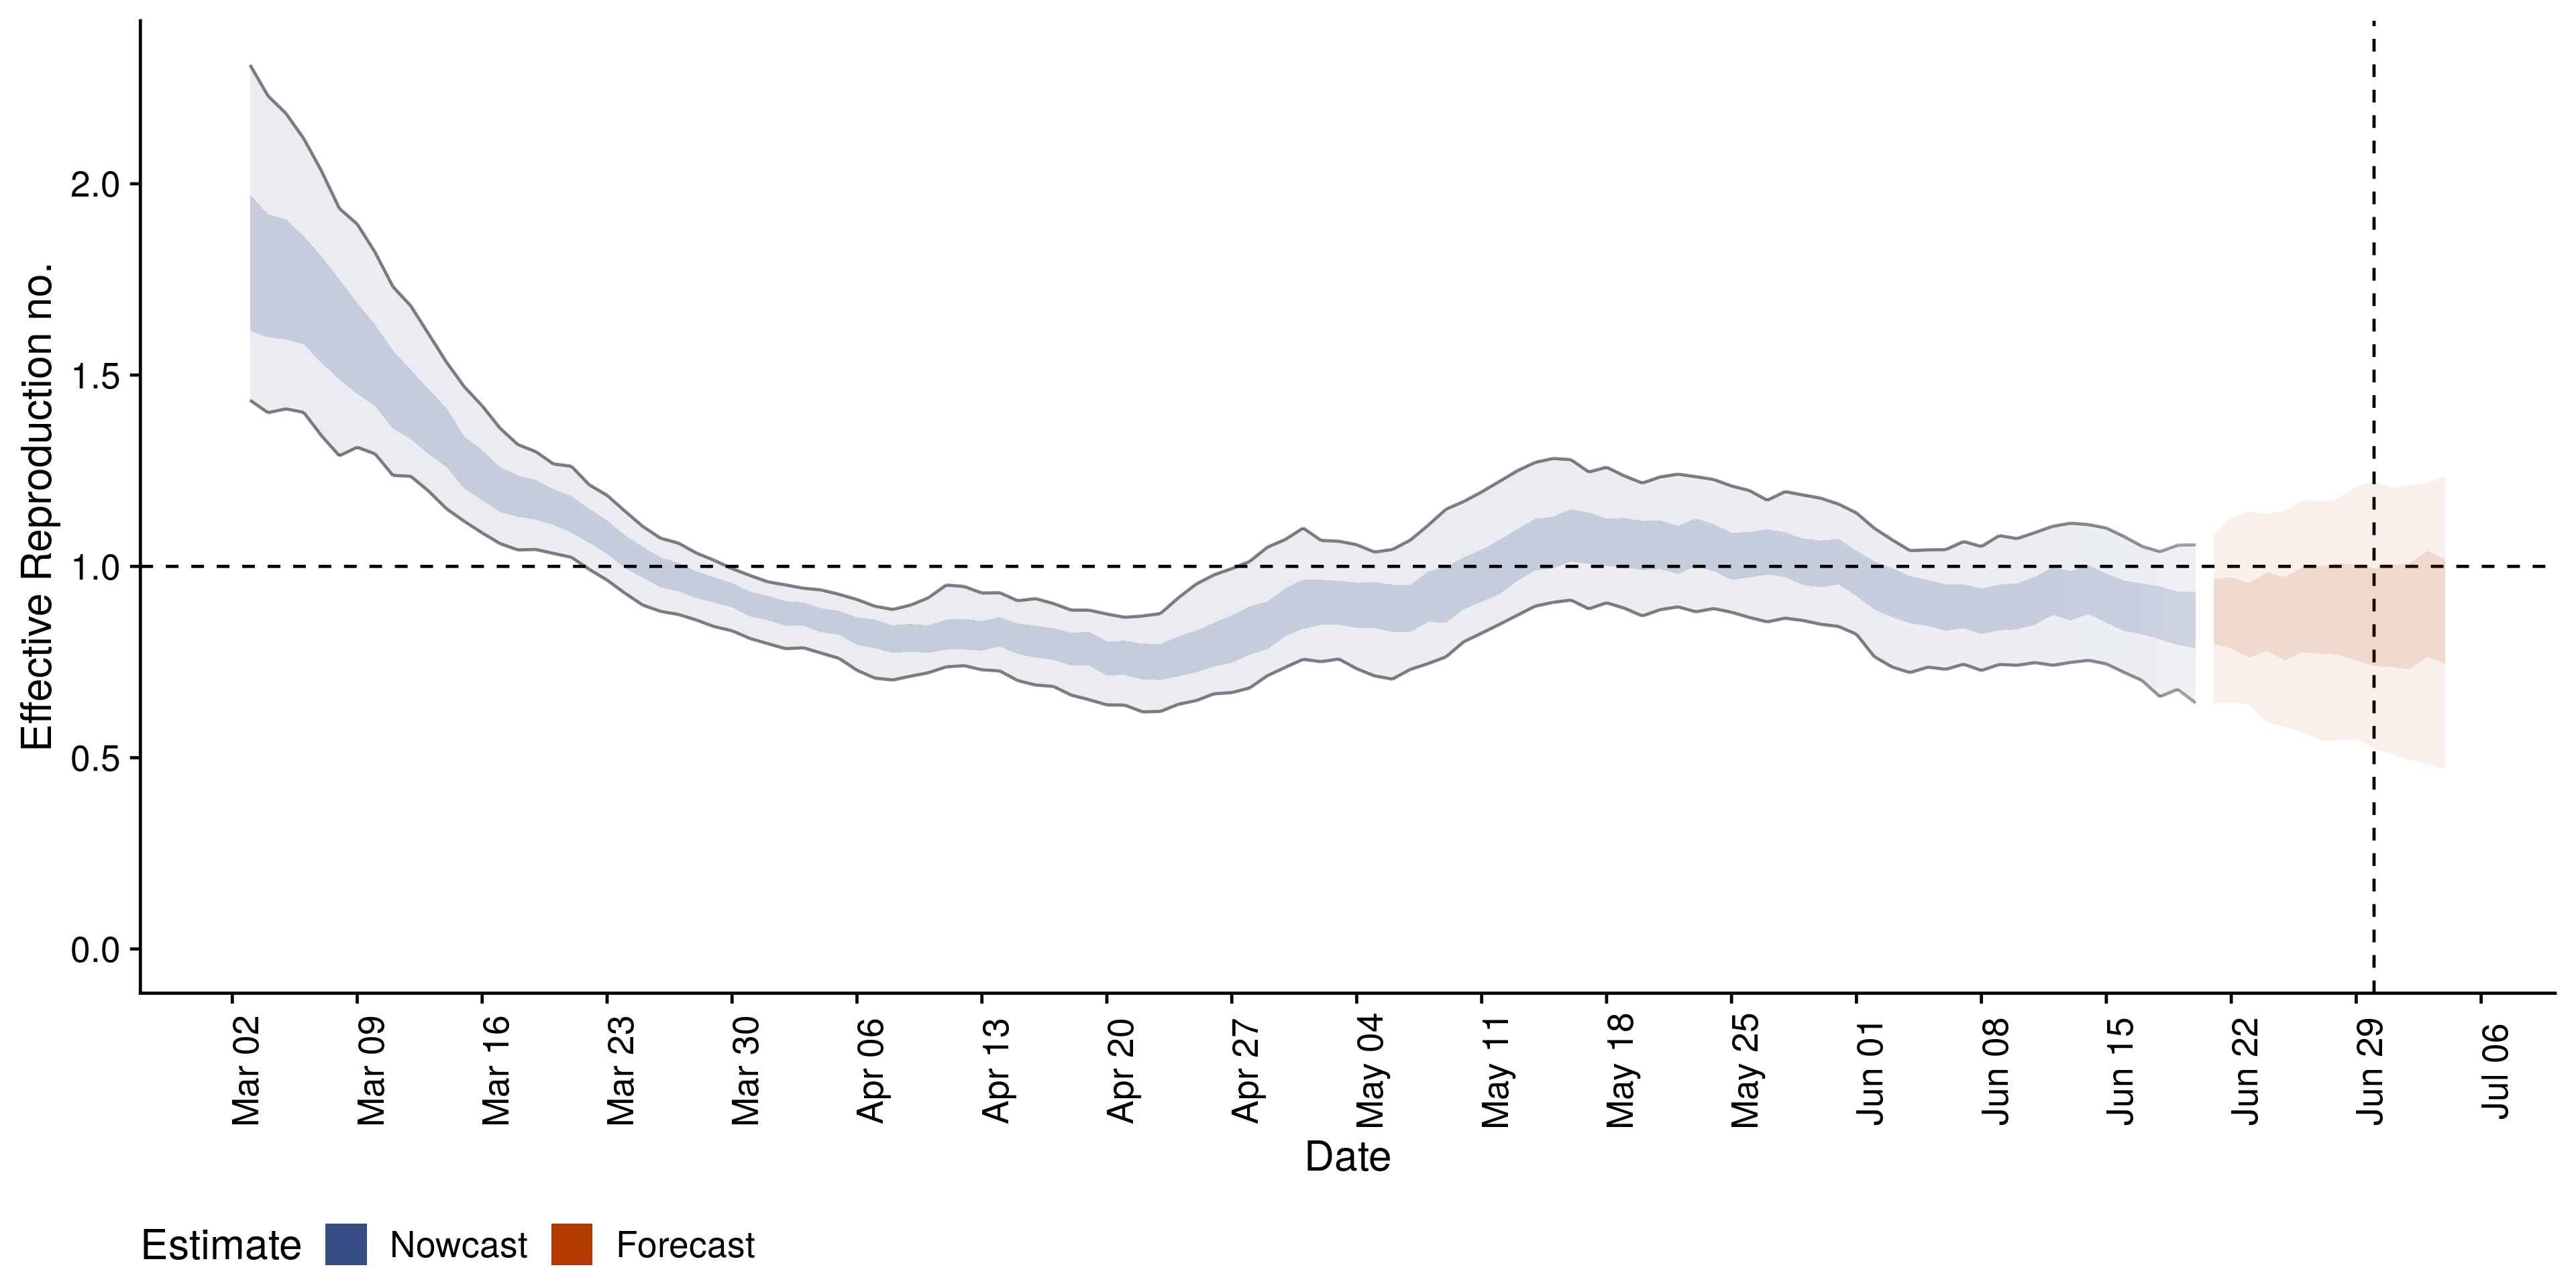 Effective Reproduction no.
2.0
1.5
1.0
0.5
0.0
Mar 02
Mar 09
Mar 16
Mar 23
Mar 30
Apr 06
Apr 13
Apr 20
Apr 27
May 04
May 11
May 18
May 25
Jun 01
Jun 08
Jun 15
Jun 22
Jun 29
Jul 06
Date
Estimate Nowcast Forecast